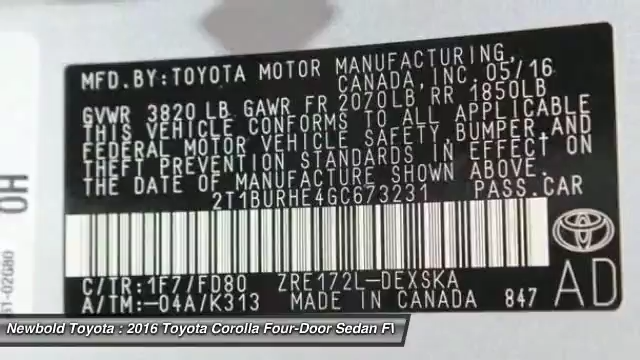 MFD.BY:TOYOTA MOTOR MANUFACTURING,
CANADA,INC. 05/16
GVWR 3820 LB GAWR FR 2070LB RR 1850LB
THIS VEHICLE CONFORMS TO ALL APPLICABLE
FEDERAL MOTOR VEHICLE SAFETY,BUMPER,AND
THEFT PREVENTION STANDARDS IN EFFECT ON
THE DATE OF MANUFACTURE SHOWN ABOVE.
2T1BURHE4GC673231 PASS.CAR
C/TR:1F7/FD80 ZRE172L-DEXSKA
A/TM:-04A/K313 MADE IN CANADA 847
AD
HO
51-02G80
Newbold Toyota : 2016 Toyota Corolla Four-Door Sedan